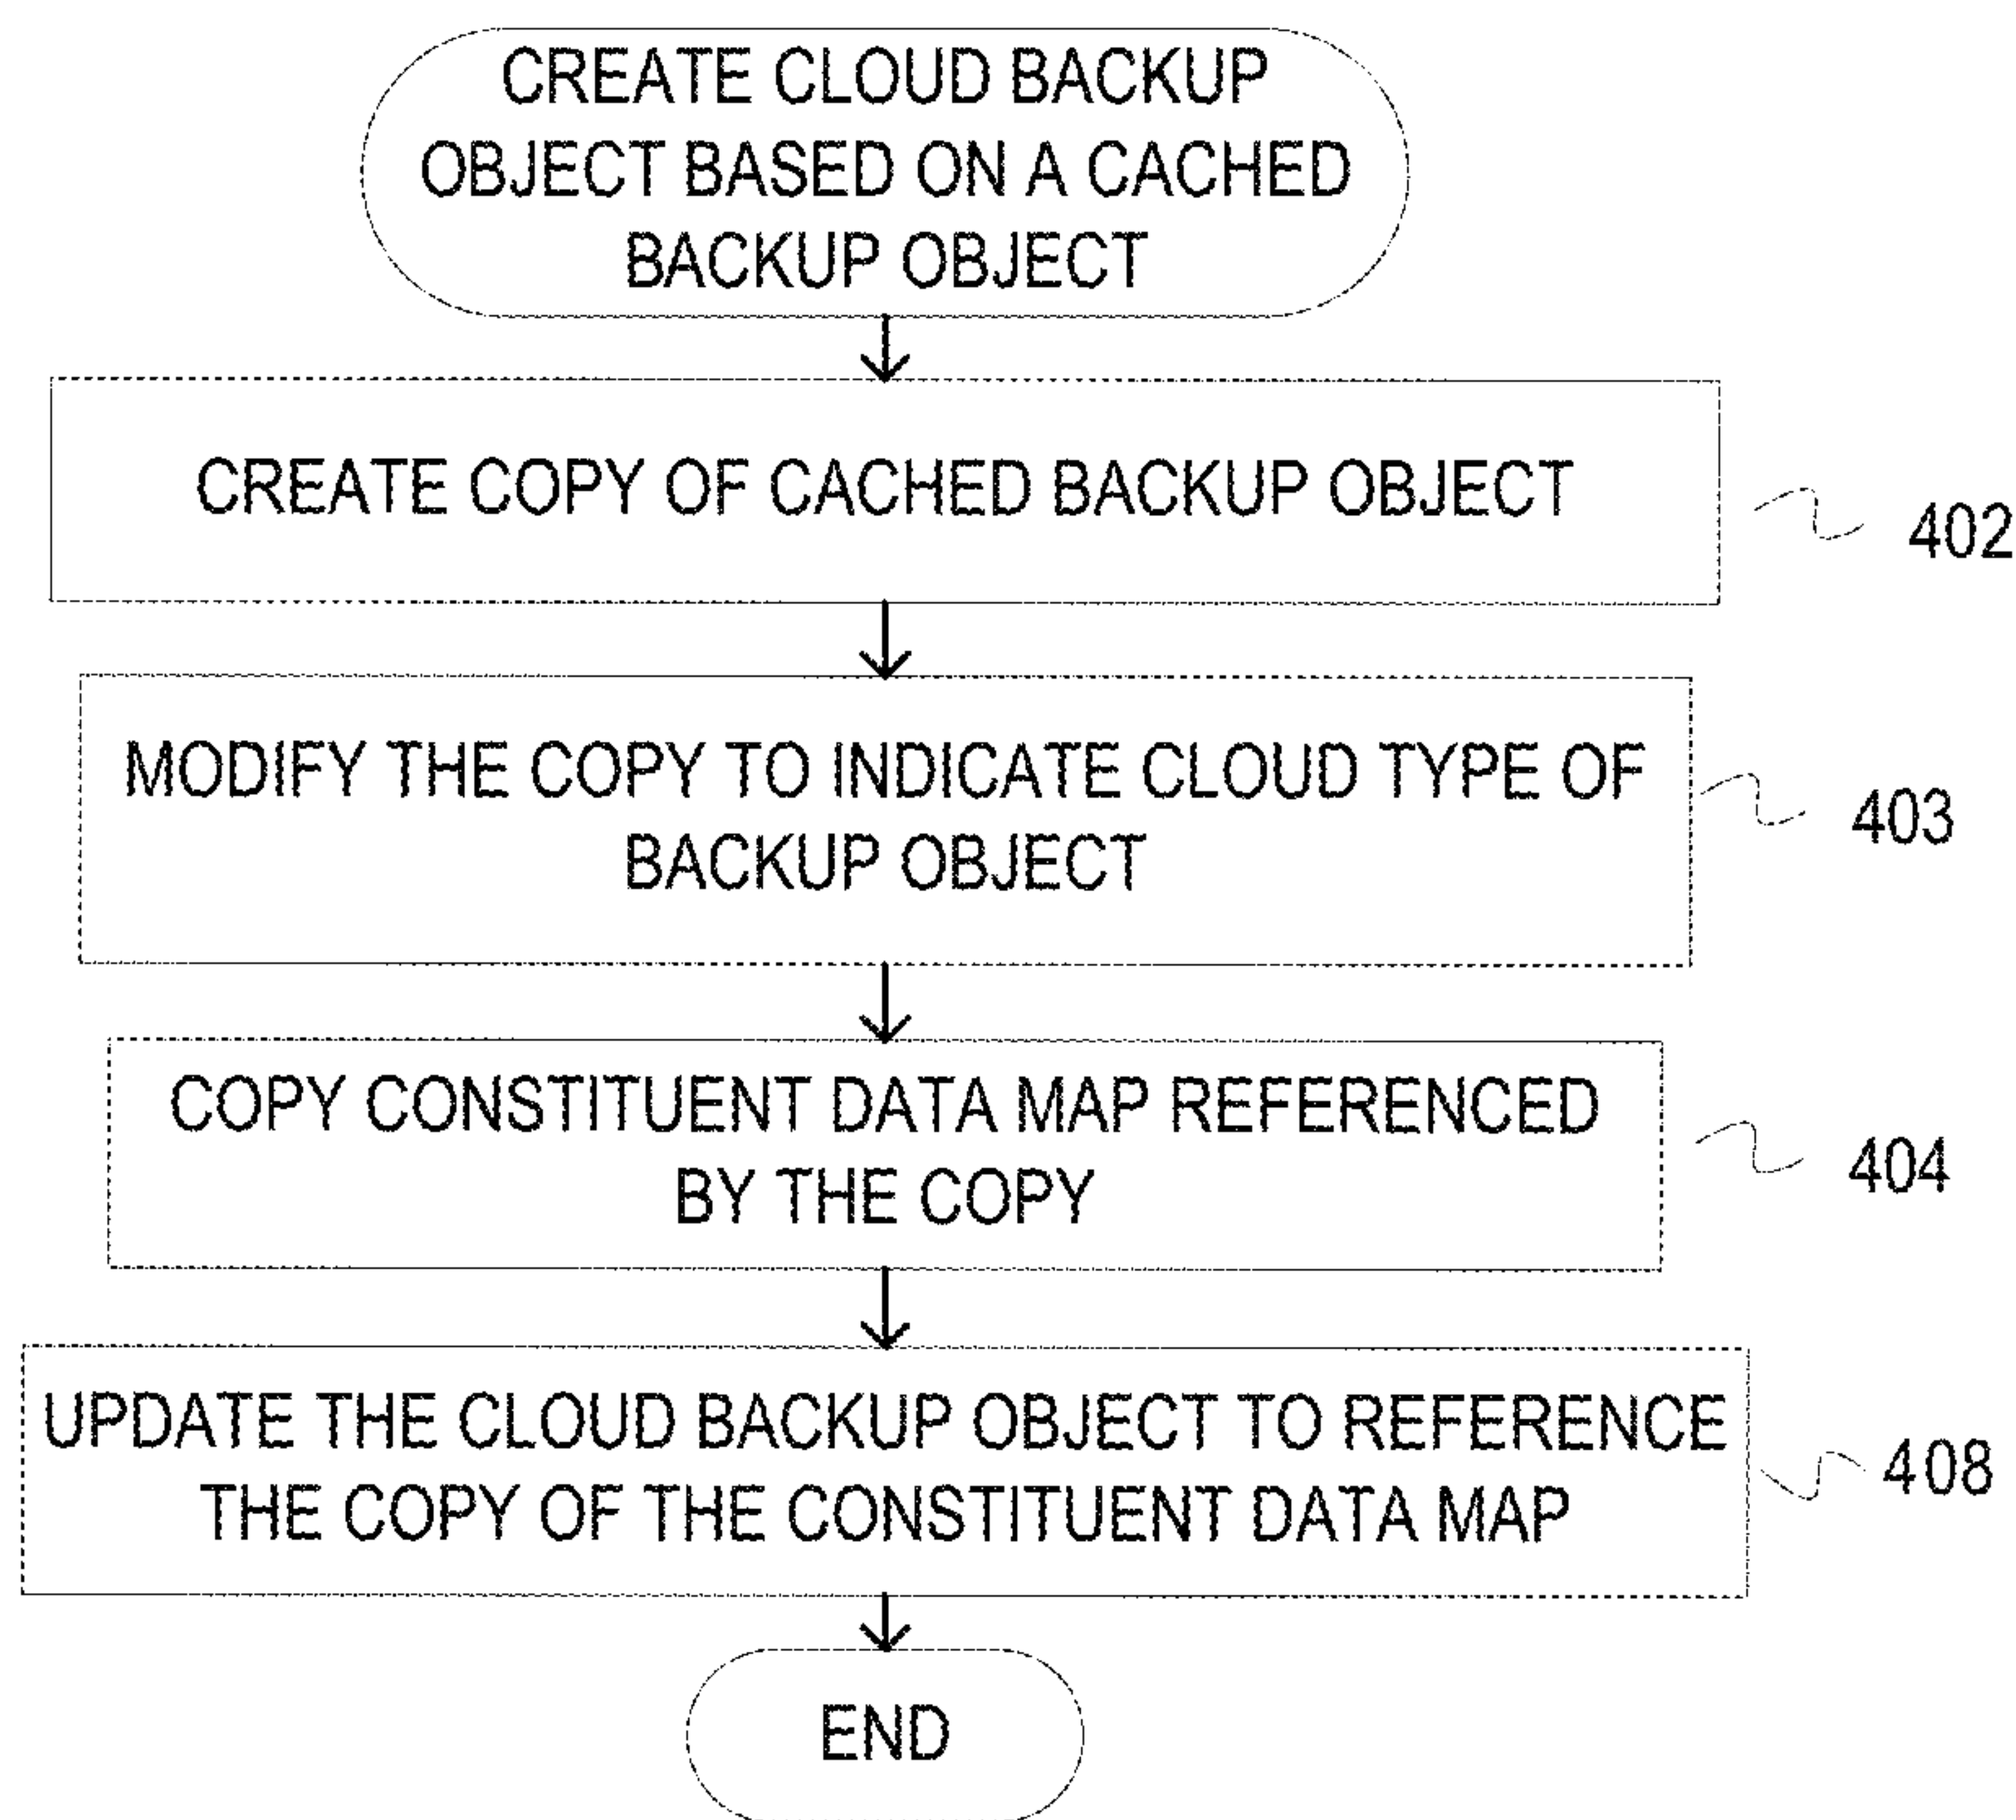 CREATE CLOUD BACKUP
OBJECT BASED ON A CACHED
BACKUP OBJECT
CREATE COPY OF CACHED BACKUP OBJECT
402
MODIFY THE COPY TO INDICATE CLOUD TYPE OF
BACKUP OBJECT
403
COPY CONSTITUENT DATA MAP REFERENCED
BY THE COPY
404
UPDATE THE CLOUD BACKUP OBJECT TO REFERENCE
THE COPY OF THE CONSTITUENT DATA MAP
408
END